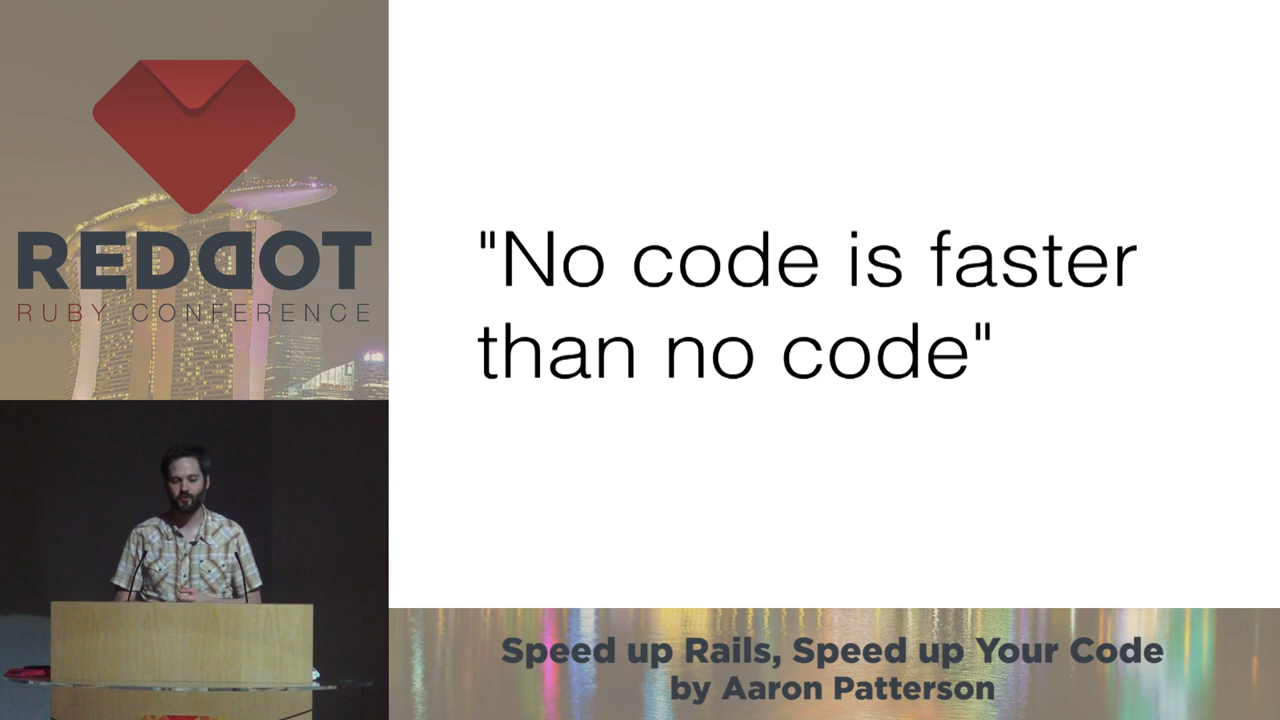 REDDOT
RUBY CONFERENCE
"No code is faster
than no code"
Speed up Rails, Speed up Your Code
by Aaron Patterson